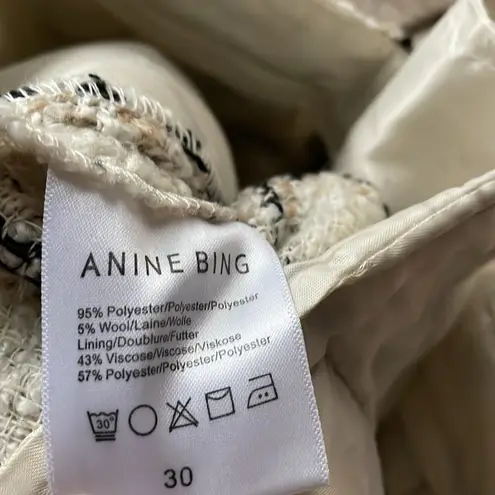 ANINE BING
95% Polyester/Polyester/Polyester
5% Wool/Laine/Wolle
Lining/Doublure/Futter
43% Viscose/Viscose/Viskose
57% Polyester/Polyester/Polyester
30°
30